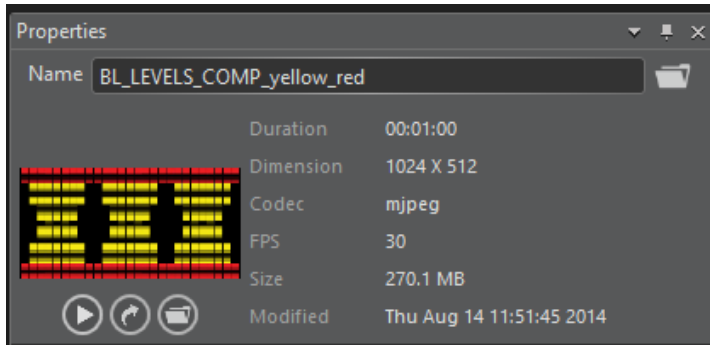 Properties
Name BL_LEVELS_COMP_yellow_red
Duration 00:01:00
Dimension 1024 X 512
Codec mjpeg
FPS 30
Size 270.1 MB
Modified Thu Aug 14 11:51:45 2014